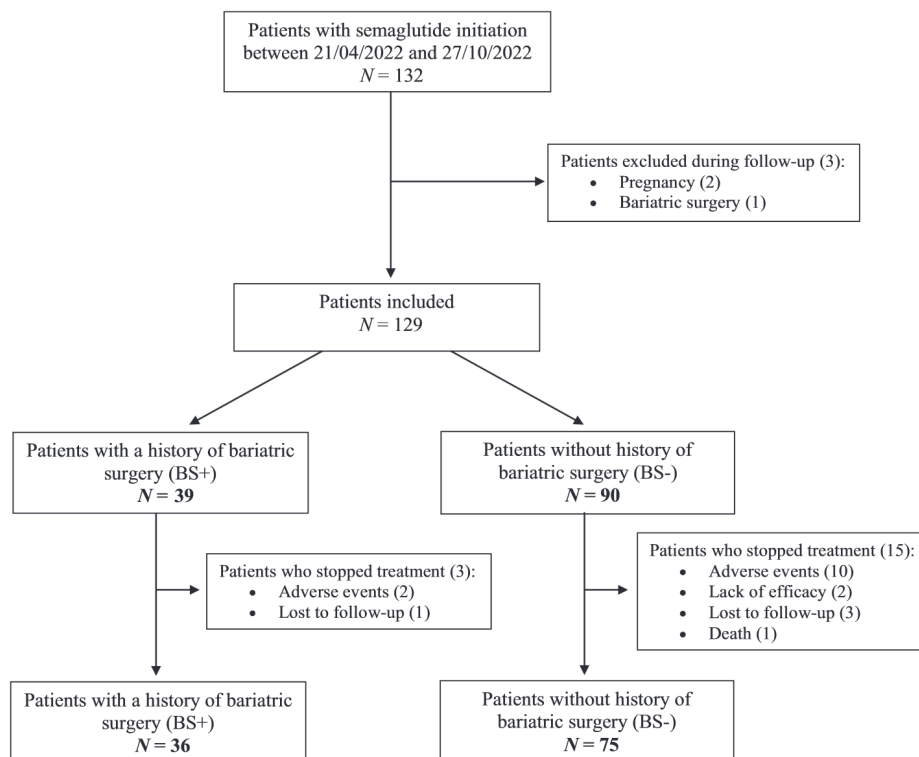 Patients with semaglutide initiation
between 21/04/2022 and 27/10/2022
N = 132
Patients excluded during follow-up (3):
• Pregnancy (2)
• Bariatric surgery (1)
Patients included
N = 129
Patients with a history of bariatric
surgery (BS+)
N = 39
Patients without history of
bariatric surgery (BS-)
N = 90
Patients who stopped treatment (3):
• Adverse events (2)
• Lost to follow-up (1)
Patients who stopped treatment (15):
• Adverse events (10)
• Lack of efficacy (2)
• Lost to follow-up (3)
• Death (1)
Patients with a history of bariatric
surgery (BS+)
N = 36
Patients without history of
bariatric surgery (BS-)
N = 75